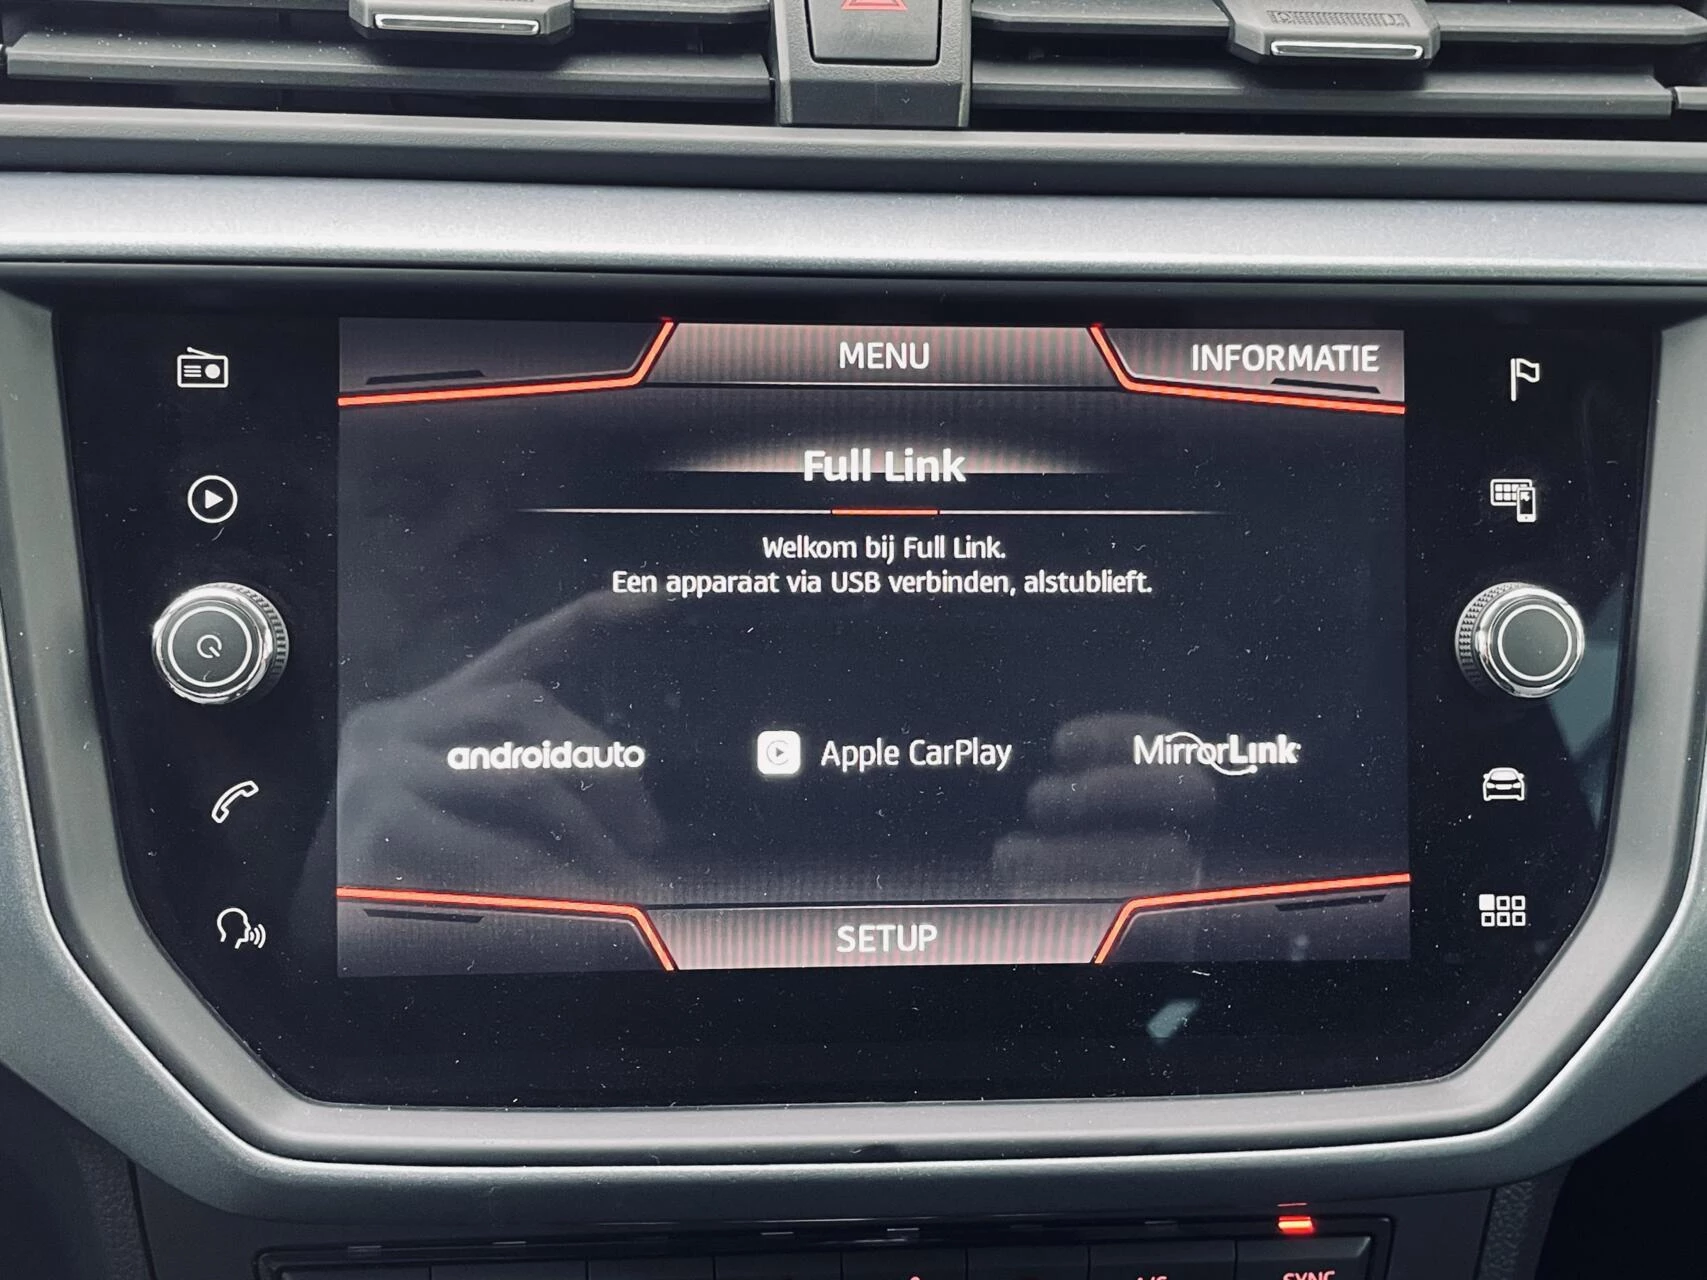 MENU
INFORMATIE
Full Link
Welkom bij Full Link.
Een apparaat via USB verbinden, alstublieft.
androidauto
Apple CarPlay
MirrorLink
SETUP
A/C
SYNC